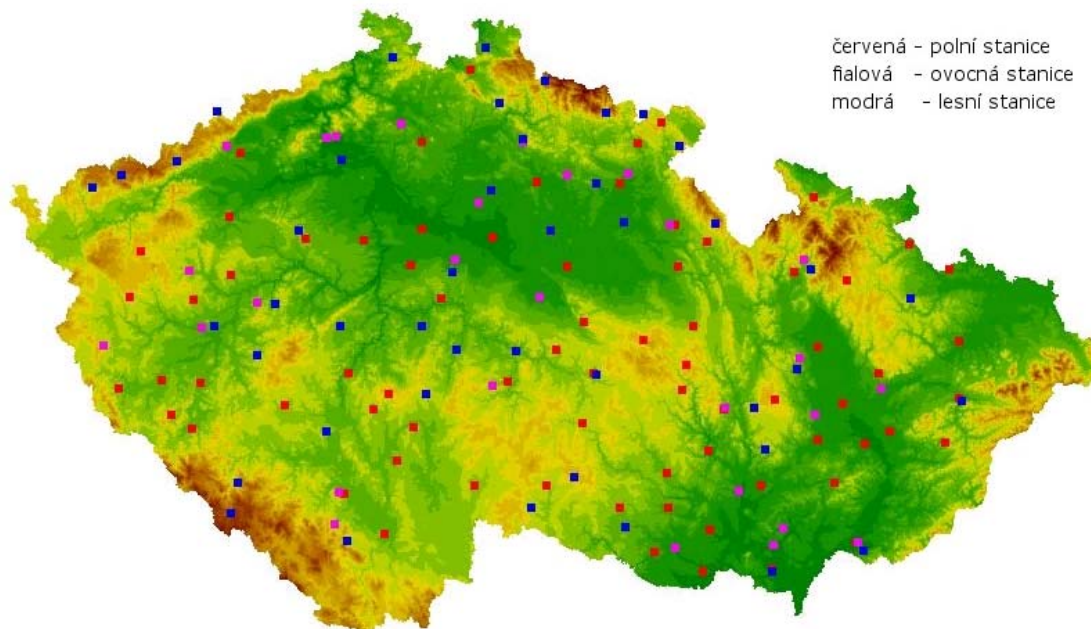 červená - polní stanice
fialová - ovocná stanice
modrá - lesní stanice